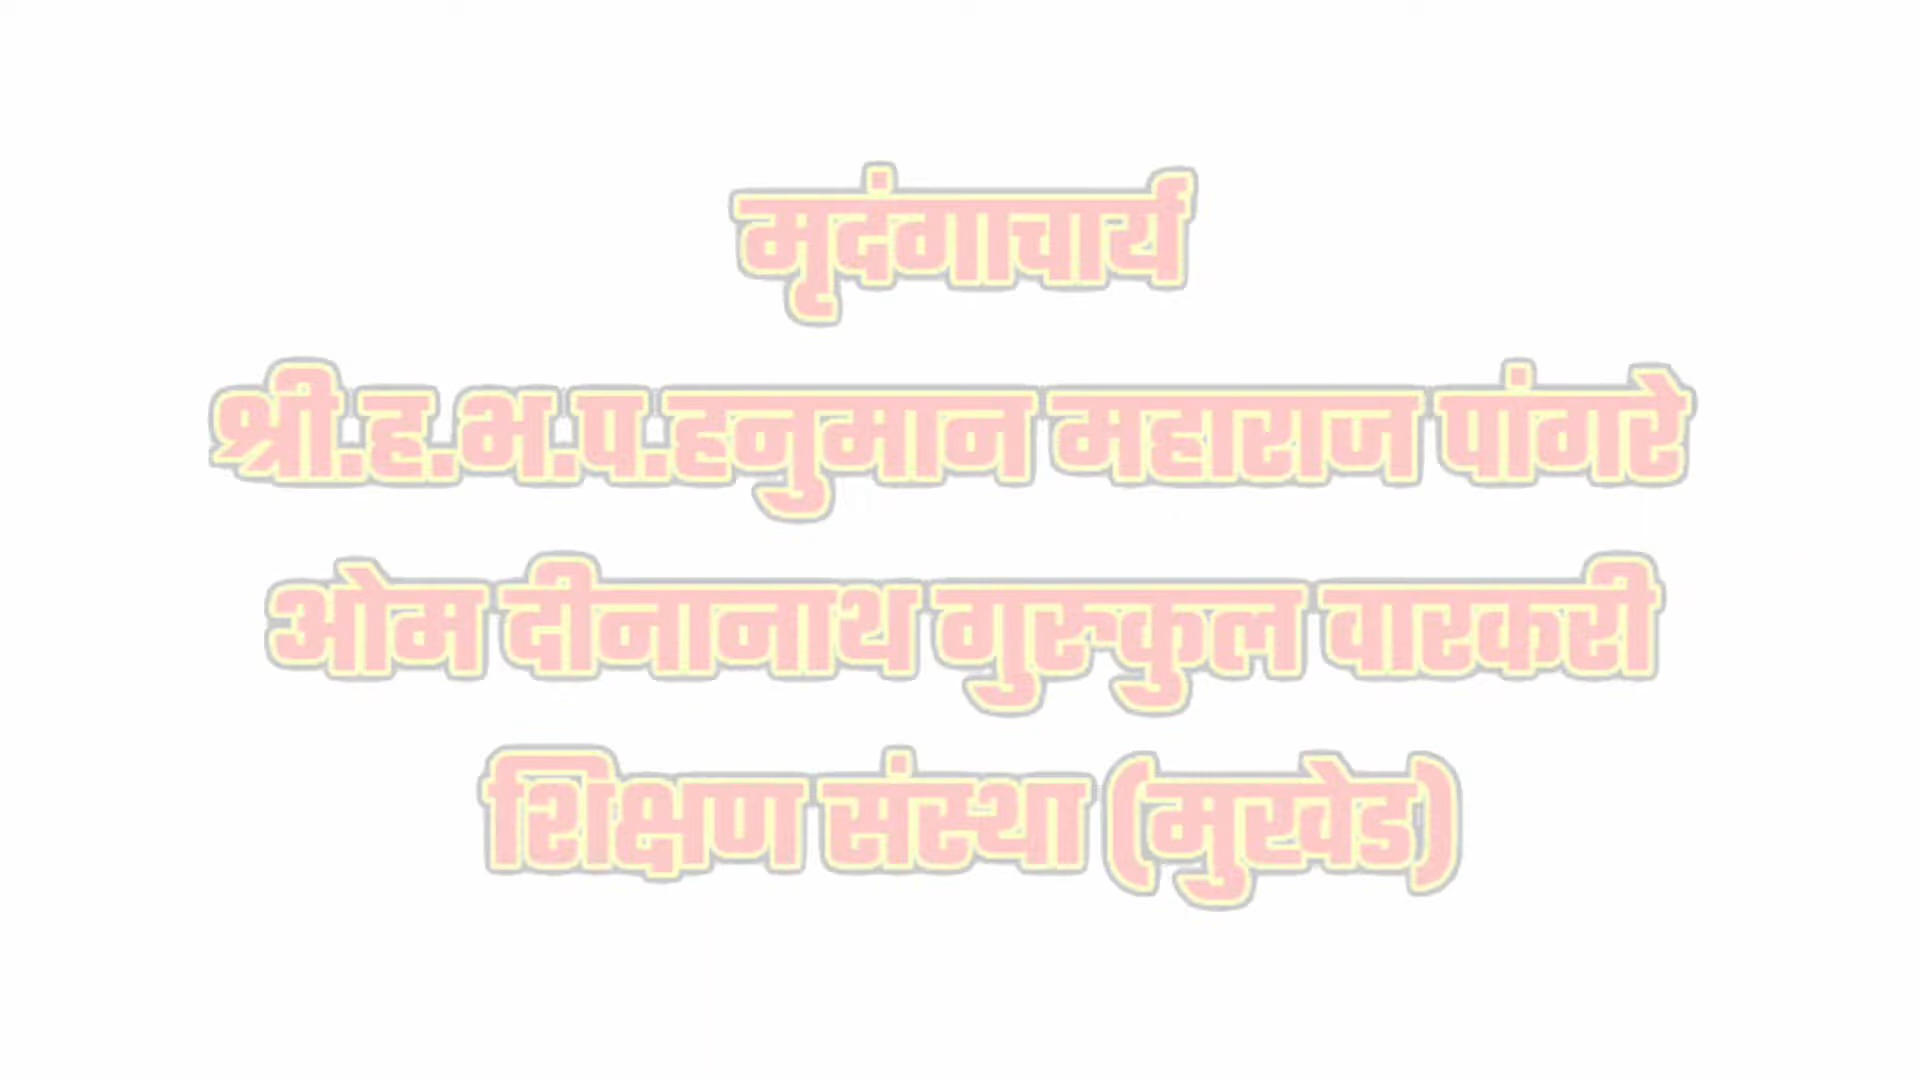 मृदंगाचार्य
श्री.ह.भ.प.हनुमान महाराज पांगरे
ओम दीनानाथ गुरुकुल वारकरी
शिक्षण संस्था (मुखेड)